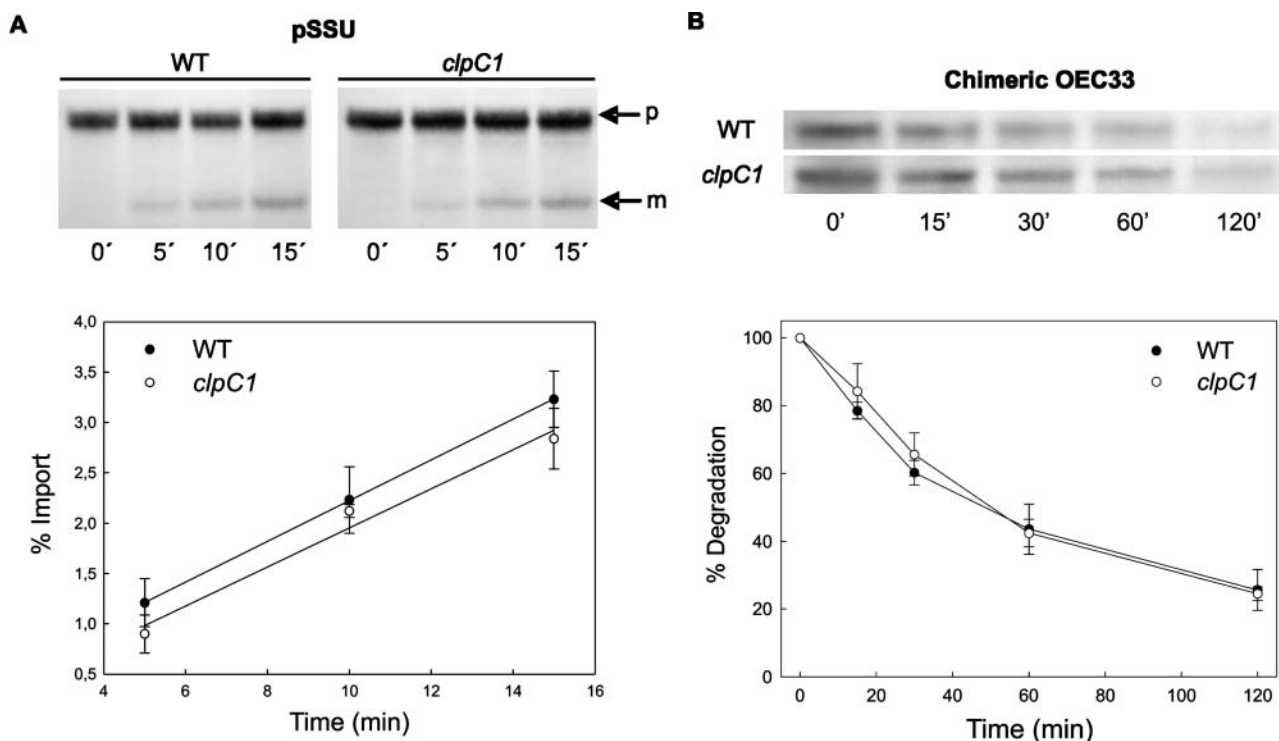 A
pSSU
WT clpC1
p
m
0´ 5´ 10´ 15´ 0´ 5´ 10´ 15´
4,0
3,5
3,0
2,5
2,0
1,5
1,0
0,5
WT
clpC1
% Import
4 6 8 10 12 14 16
Time (min)
B
Chimeric OEC33
WT
clpC1
0' 15' 30' 60' 120'
100
80
60
40
20
0
WT
clpC1
% Degradation
0 20 40 60 80 100 120
Time (min)